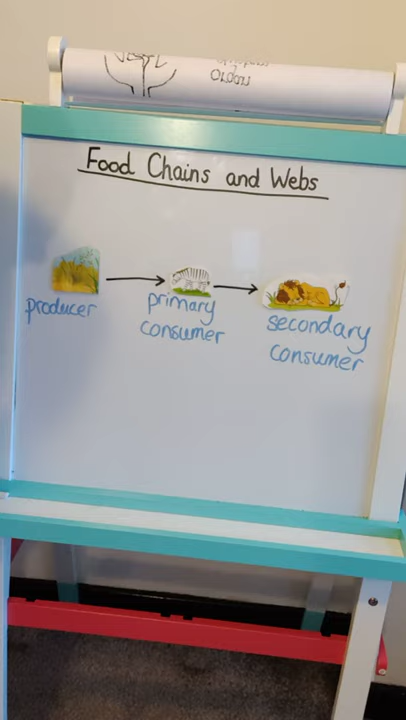 Food Chains and Webs
producer
primary
consumer
secondary
consumer